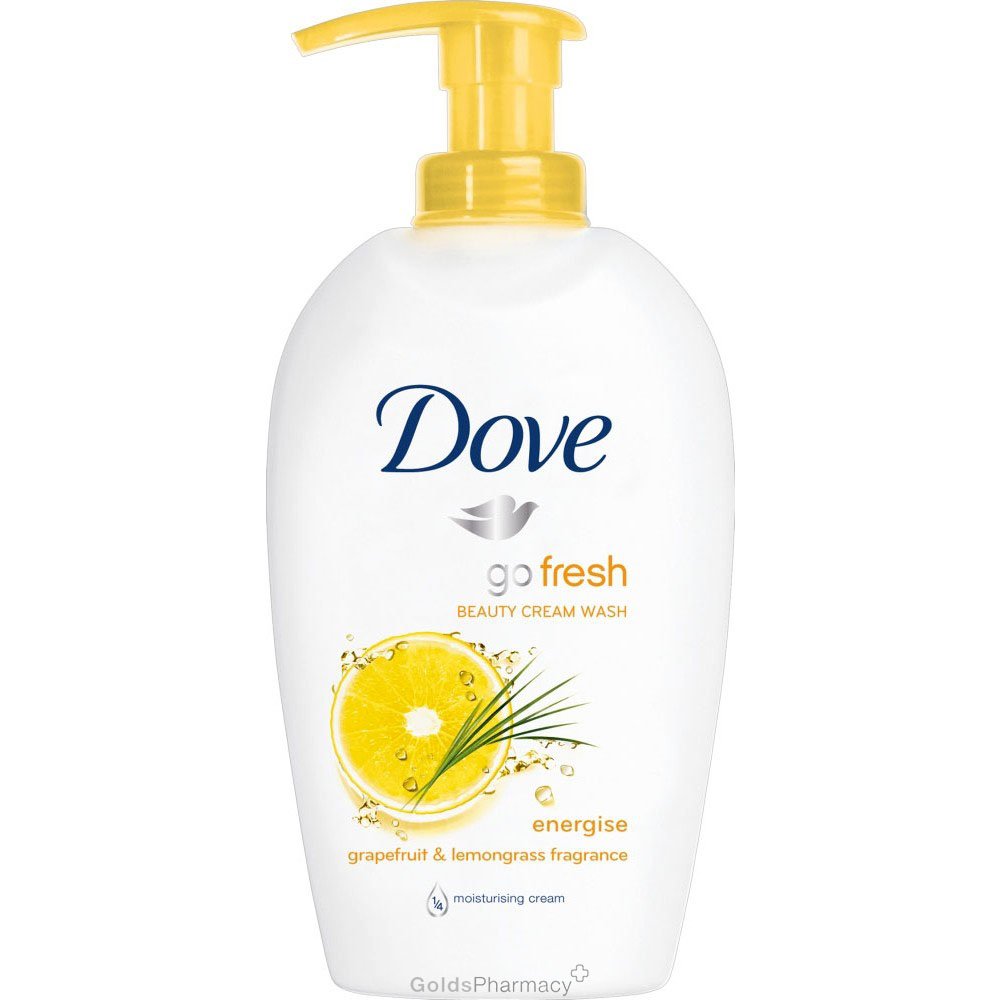 Dove
go fresh
BEAUTY CREAM WASH
energise
grapefruit & lemongrass fragrance
1/4 moisturising cream
GoldsPharmacy